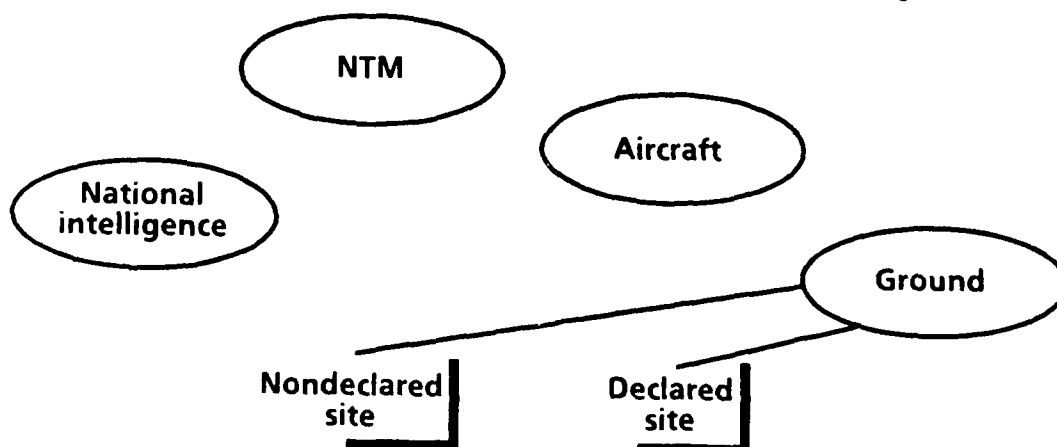 NTM
Aircraft
National
intelligence
Ground
Nondeclared
site
Declared
site